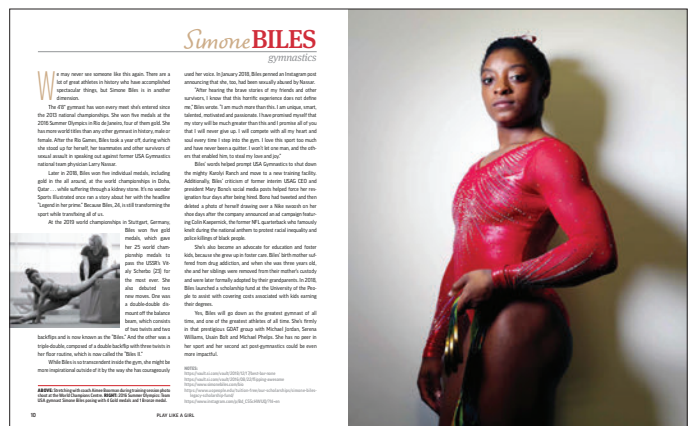 Simone BILES
gymnastics
We may never see someone like this again. There are a
lot of great athletes in history who have accomplished
spectacular things, but Simone Biles is in another
dimension.
The 4'8" gymnast has won every meet she's entered since
the 2013 national championships. She won five medals at the
2016 Summer Olympics in Rio de Janeiro, four of them gold. She
has more world titles than any other gymnast in history, male or
female. After the Rio Games, Biles took a year off, during which
she stood up for herself, her teammates and other survivors of
sexual assault in speaking out against former USA Gymnastics
national team physician Larry Nassar.
Later in 2018, Biles won five individual medals, including
gold in the all around, at the world championships in Doha,
Qatar . . . while suffering through a kidney stone. It's no wonder
Sports Illustrated once ran a story about her with the headline
"Legend in her prime." Because Biles, 24, is still transforming the
sport while transfixing all of us.
At the 2019 world championships in Stuttgart, Germany,
Biles won five gold
medals, which gave
her 25 world cham-
pionship medals to
pass the USSR's Vit-
aly Scherbo (23) for
the most ever. She
also debuted two
new moves. One was
a double-double dis-
mount off the balance
beam, which consists
of two twists and two
backflips and is now known as the "Biles." And the other was a
triple-double, composed of a double backflip with three twists in
her floor routine, which is now called the "Biles II."
While Biles is so transcendent inside the gym, she might be
more inspirational outside of it by the way she has courageously
ABOVE: Stretching with coach Aimee Boorman during training session photo
shoot at the World Champions Centre. RIGHT: 2016 Summer Olympics Team
USA gymnast Simone Biles posing with 4 Gold medals and 1 Bronze medal.
used her voice. In January 2018, Biles penned an Instagram post
announcing that she, too, had been sexually abused by Nassar.
"After hearing the brave stories of my friends and other
survivors, I know that this horrific experience does not define
me," Biles wrote. "I am much more than this. I am unique, smart,
talented, motivated and passionate. I have promised myself that
my story will be much greater than this and I promise all of you
that I will never give up. I will compete with all my heart and
soul every time I step into the gym. I love this sport too much
and have never been a quitter. I won't let one man, and the oth-
ers that enabled him, to steal my love and joy."
Biles's words helped prompt USA Gymnastics to shut down
the mighty Karolyi Ranch and move to a new training facility.
Additionally, Biles' criticism of former interim USAG CEO and
president Mary Bono's social media posts helped force her res-
ignation four days after being hired. Bono had tweeted and then
deleted a photo of herself drawing over a Nike swoosh on her
shoe days after the company announced an ad campaign featur-
ing Colin Kaepernick, the former NFL quarterback who famously
knelt during the national anthem to protest racial inequality and
police killings of black people.
She's also become an advocate for education and foster
kids, because she grew up in foster care. Biles' birth mother suf-
fered from drug addiction, and when she was three years old,
she and her siblings were removed from their mother's custody
and were later formally adopted by their grandparents. In 2018,
Biles launched a scholarship fund at the University of the Peo-
ple to assist with covering costs associated with kids earning
their degrees.
Yes, Biles will go down as the greatest gymnast of all
time, and one of the greatest athletes of all time. She's firmly
in that prestigious GOAT group with Michael Jordan, Serena
Williams, Usain Bolt and Michael Phelps. She has no peer in
her sport and her second act post-gymnastics could be even
more impactful.
NOTES:
10
PLAY LIKE A GIRL